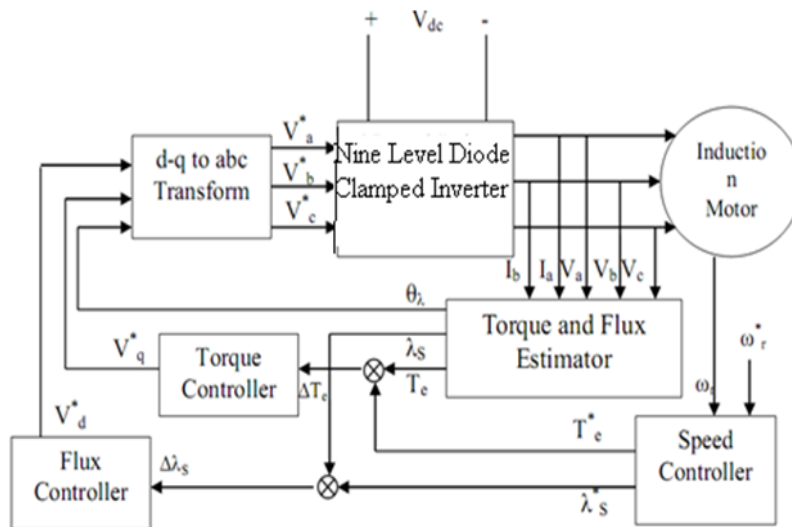 + V_dc -
V*_a
V*_b
V*_c
d-q to abc
Transform
Nine Level Diode
Clamped Inverter
Inductio
n
Motor
I_b I_a V_a V_b V_c
θ_λ
Torque and Flux
Estimator
λ_S
T_e
V*_q
Torque
Controller
ΔT_e
ω_r
ω*_r
V*_d
T*_e
Speed
Controller
Flux
Controller
Δλ_S
λ*_S